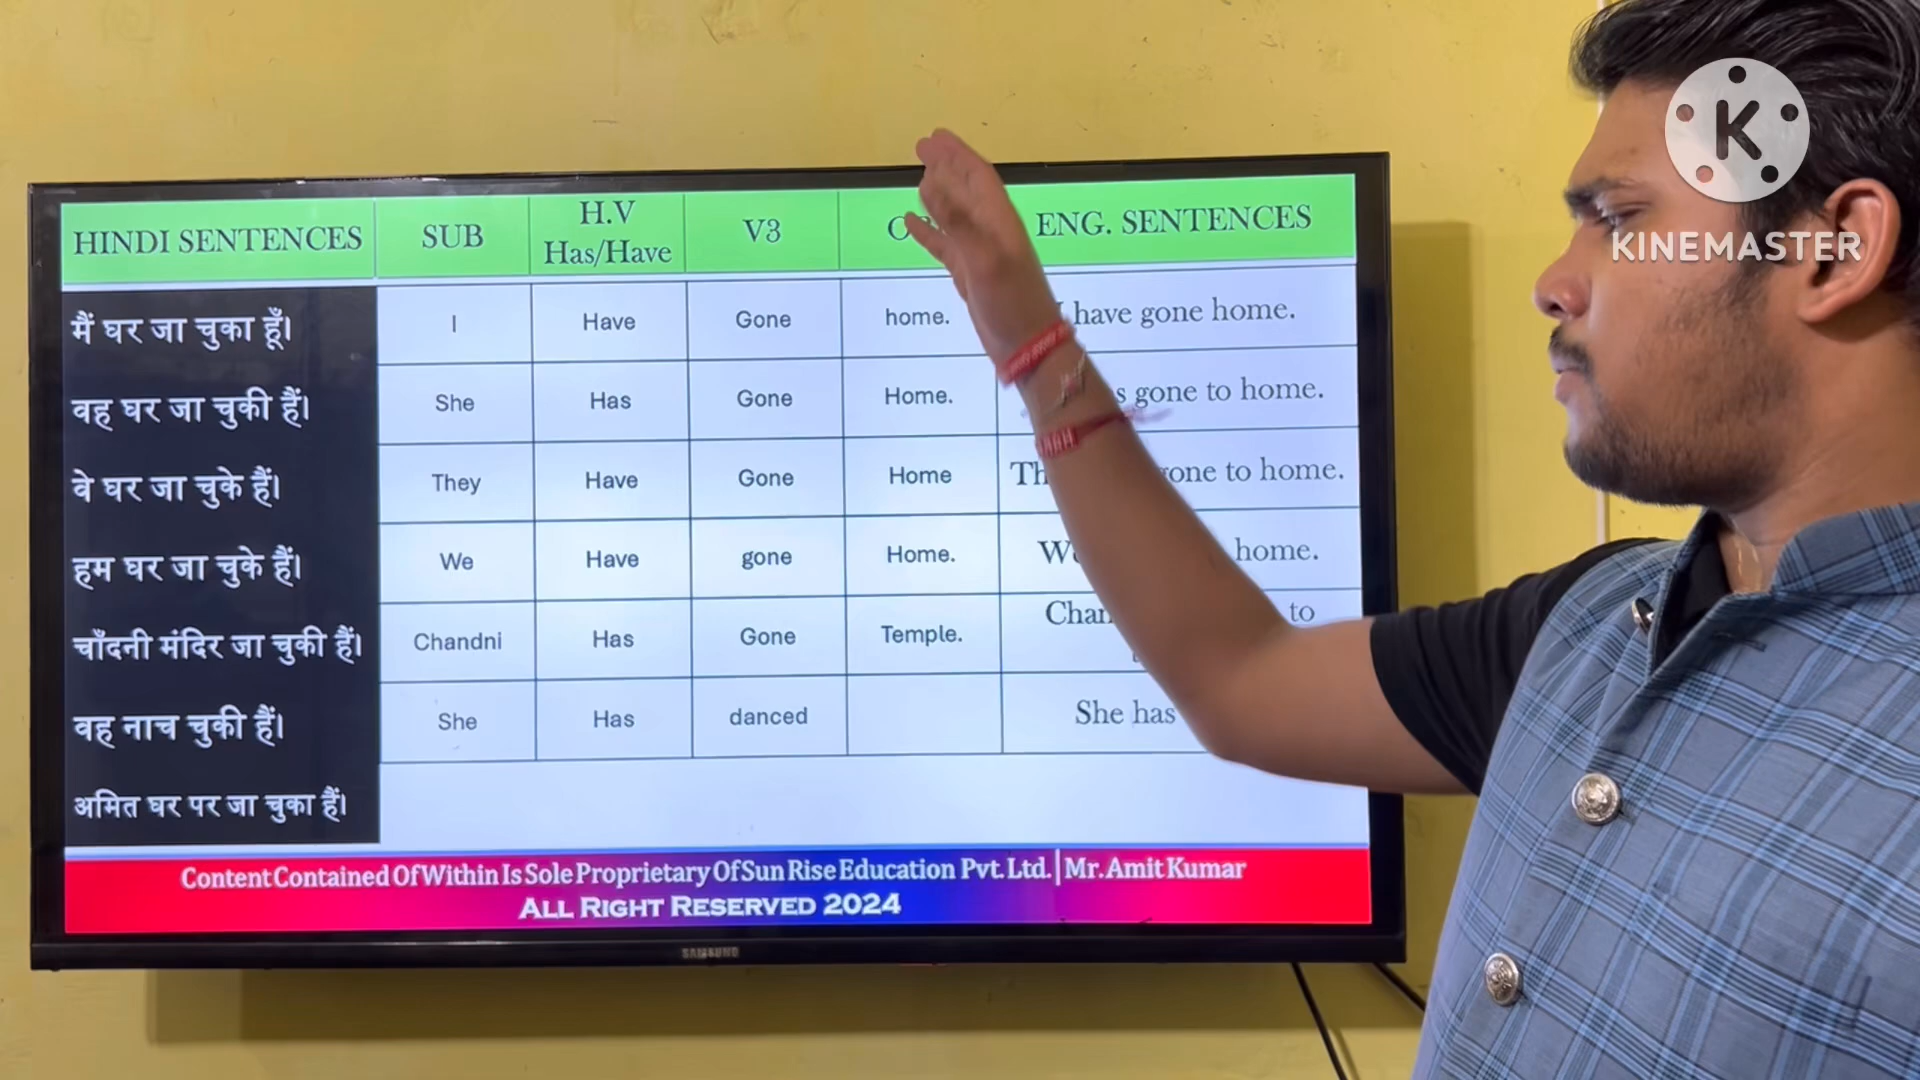 HINDI SENTENCES SUB H.V Has/Have V3 ENG. SENTENCES
मैं घर जा चुका हूँ। I Have Gone home. have gone home.
वह घर जा चुकी हैं। She Has Gone Home. gone to home.
वे घर जा चुके हैं। They Have Gone Home to home.
हम घर जा चुके हैं। We Have gone Home. home.
चाँदनी मंदिर जा चुकी हैं। Chandni Has Gone Temple. to
वह नाच चुकी हैं। She Has danced She has
अमित घर पर जा चुका हैं।
Content Contained Of Within Is Sole Proprietary Of Sun Rise Education Pvt. Ltd. | Mr. Amit Kumar
ALL RIGHT RESERVED 2024
SAMSUNG
K
KINEMASTER